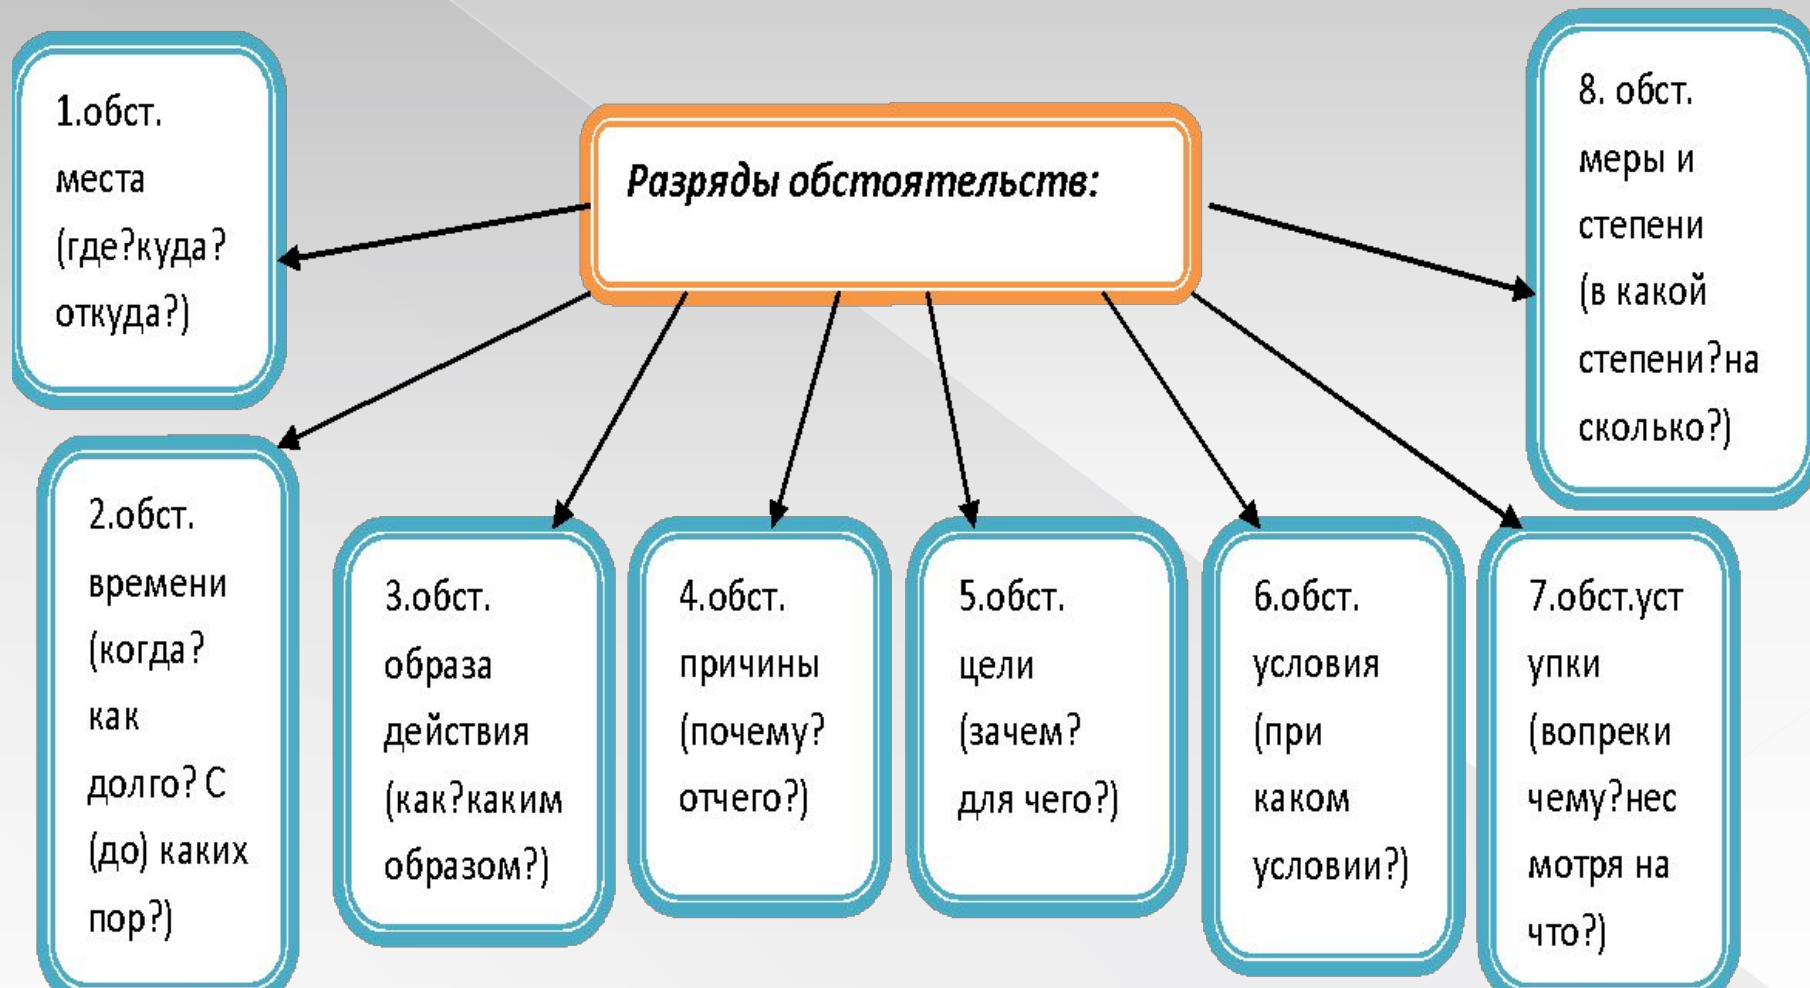 Разряды обстоятельств:
1.обст.
места
(где?куда?
откуда?)
2.обст.
времени
(когда?
как
долго? С
(до) каких
пор?)
3.обст.
образа
действия
(как?каким
образом?)
4.обст.
причины
(почему?
отчего?)
5.обст.
цели
(зачем?
для чего?)
6.обст.
условия
(при
каком
условии?)
7.обст.уст
упки
(вопреки
чему?нес
мотря на
что?)
8. обст.
меры и
степени
(в какой
степени?на
сколько?)